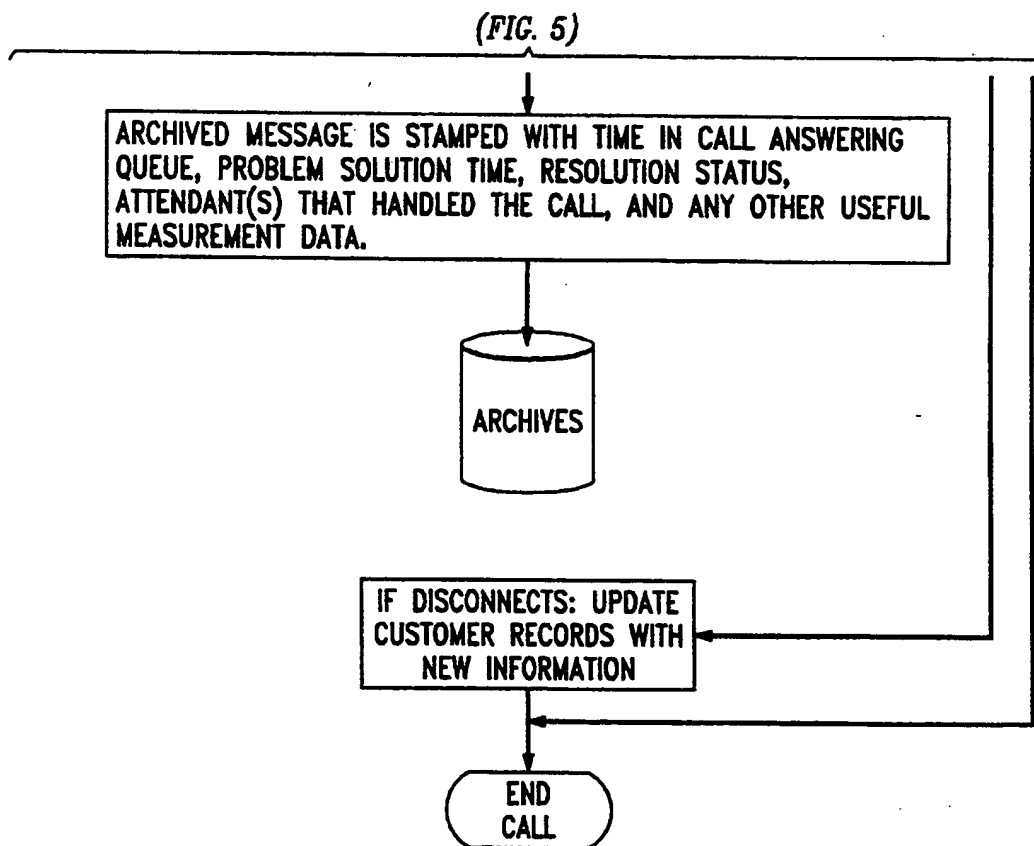 (FIG. 5)
ARCHIVED MESSAGE IS STAMPED WITH TIME IN CALL ANSWERING
QUEUE, PROBLEM SOLUTION TIME, RESOLUTION STATUS,
ATTENDANT(S) THAT HANDLED THE CALL, AND ANY OTHER USEFUL
MEASUREMENT DATA.
ARCHIVES
IF DISCONNECTS: UPDATE
CUSTOMER RECORDS WITH
NEW INFORMATION
END
CALL